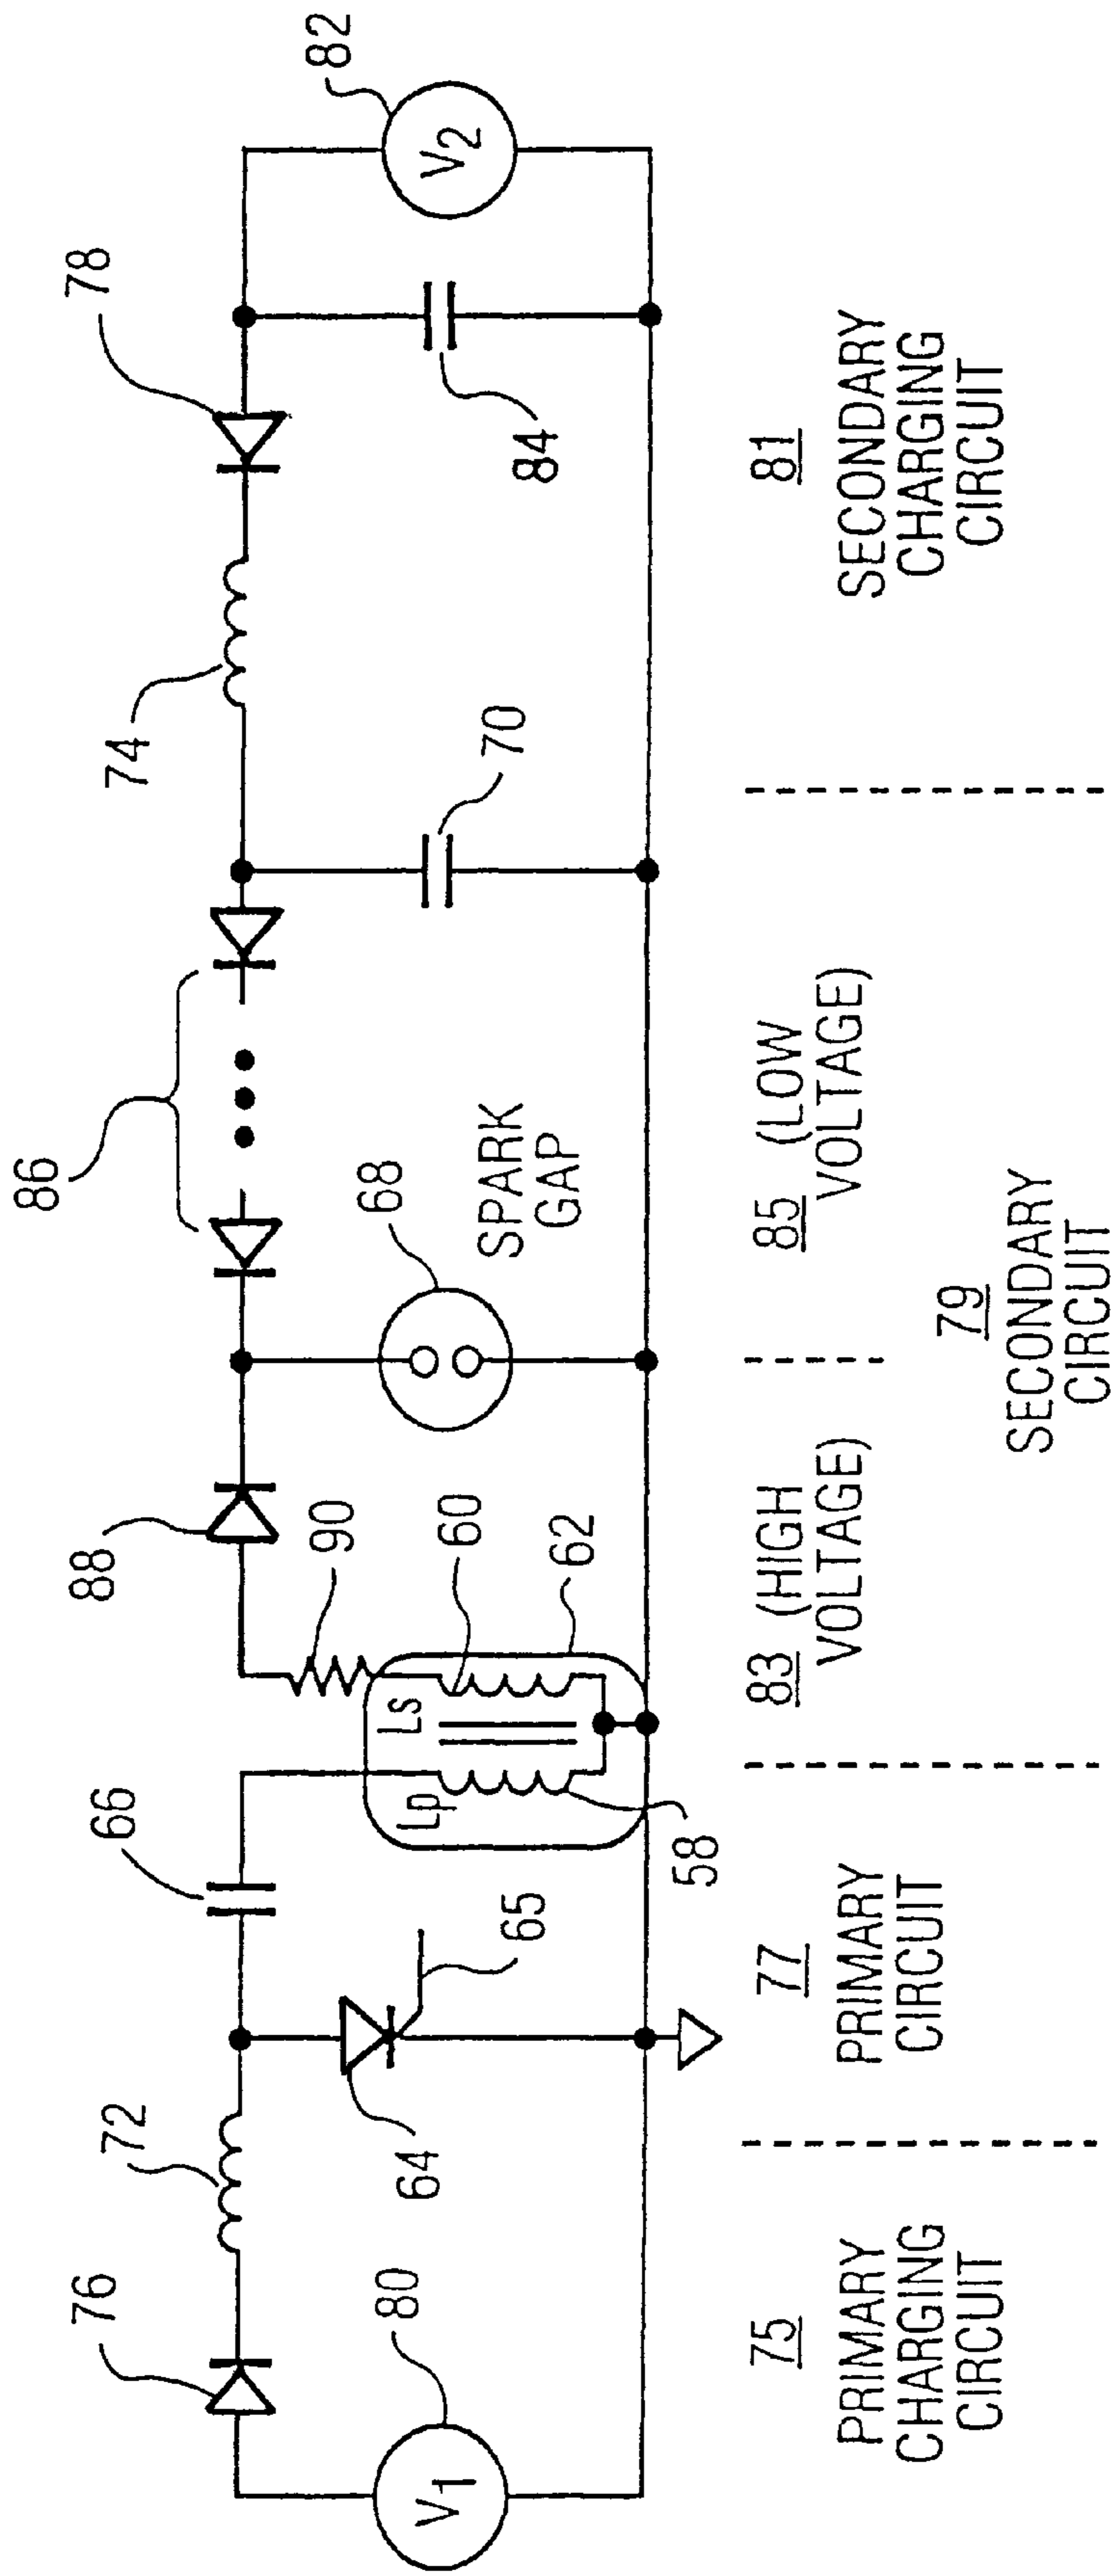 76
72
66
88
86
74
78
82
V1
80
64
65
Lp
Ls
58
90
60
62
68
SPARK
GAP
70
84
V2
75
PRIMARY
CHARGING
CIRCUIT
77
PRIMARY
CIRCUIT
83 (HIGH
VOLTAGE)
85 (LOW
VOLTAGE)
79
SECONDARY
CIRCUIT
81
SECONDARY
CHARGING
CIRCUIT